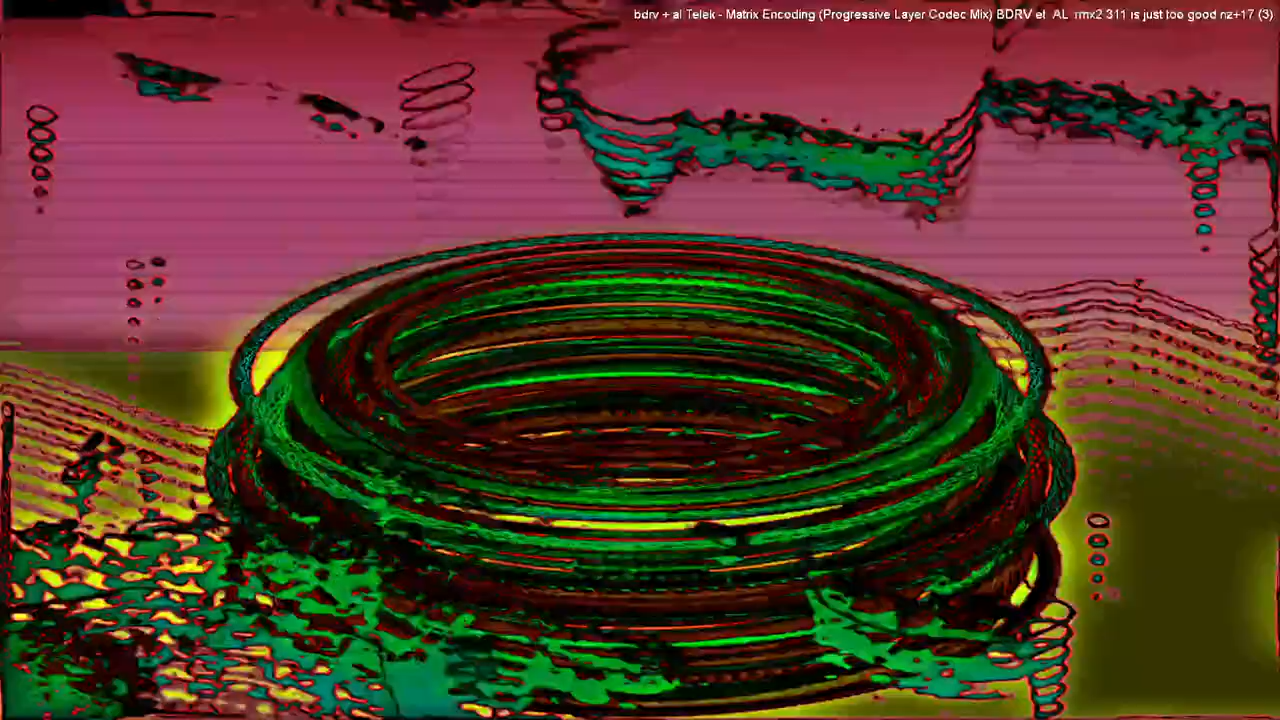 bdrv + al Telek - Matrix Encoding (Progressive Layer Codec Mix) BDRV et AL rmx2 311 is just too good nz+17 (3)